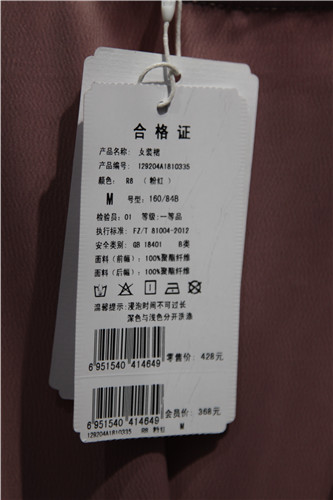 合格证
产品名称: 女装裙
产品编号: 129204A1810335
颜色: R6 (粉红)
M 号型: 160/84B
检验员: 01 等级: 一等品
执行标准: FZ/T 81004-2012
安全类别: GB 18401 B类
面料(前幅): 100%聚酯纤维
面料(后幅): 100%聚酯纤维
温馨提示: 浸泡时间不可过长
深色与浅色分开洗涤
零售价: 428元
6 951540 414649
会员价: 368元
6 951540 414649
129204A1810335 R6 粉红 M